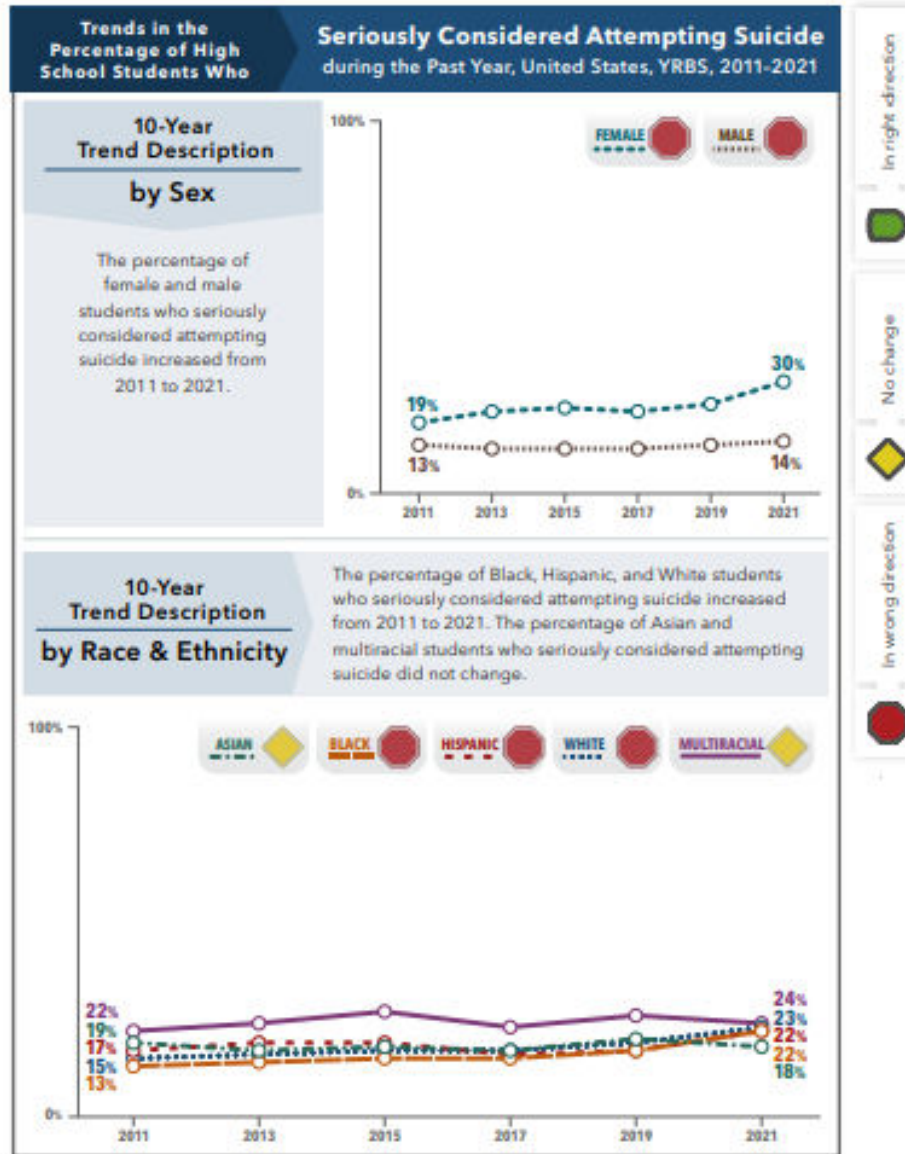 Trends in the
Percentage of High
School Students Who
Seriously Considered Attempting Suicide
during the Past Year, United States, YRBS, 2011-2021
10-Year
Trend Description
by Sex
The percentage of
female and male
students who seriously
considered attempting
suicide increased from
2011 to 2021.
100%
FEMALE
MALE
30%
19%
13%
14%
0%
2011 2013 2015 2017 2019 2021
10-Year
Trend Description
by Race & Ethnicity
The percentage of Black, Hispanic, and White students
who seriously considered attempting suicide increased
from 2011 to 2021. The percentage of Asian and
multiracial students who seriously considered attempting
suicide did not change.
100%
ASIAN
BLACK
HISPANIC
WHITE
MULTIRACIAL
22%
19%
17%
15%
13%
24%
23%
22%
22%
18%
0%
2011 2013 2015 2017 2019 2021
In right direction
No change
In wrong direction